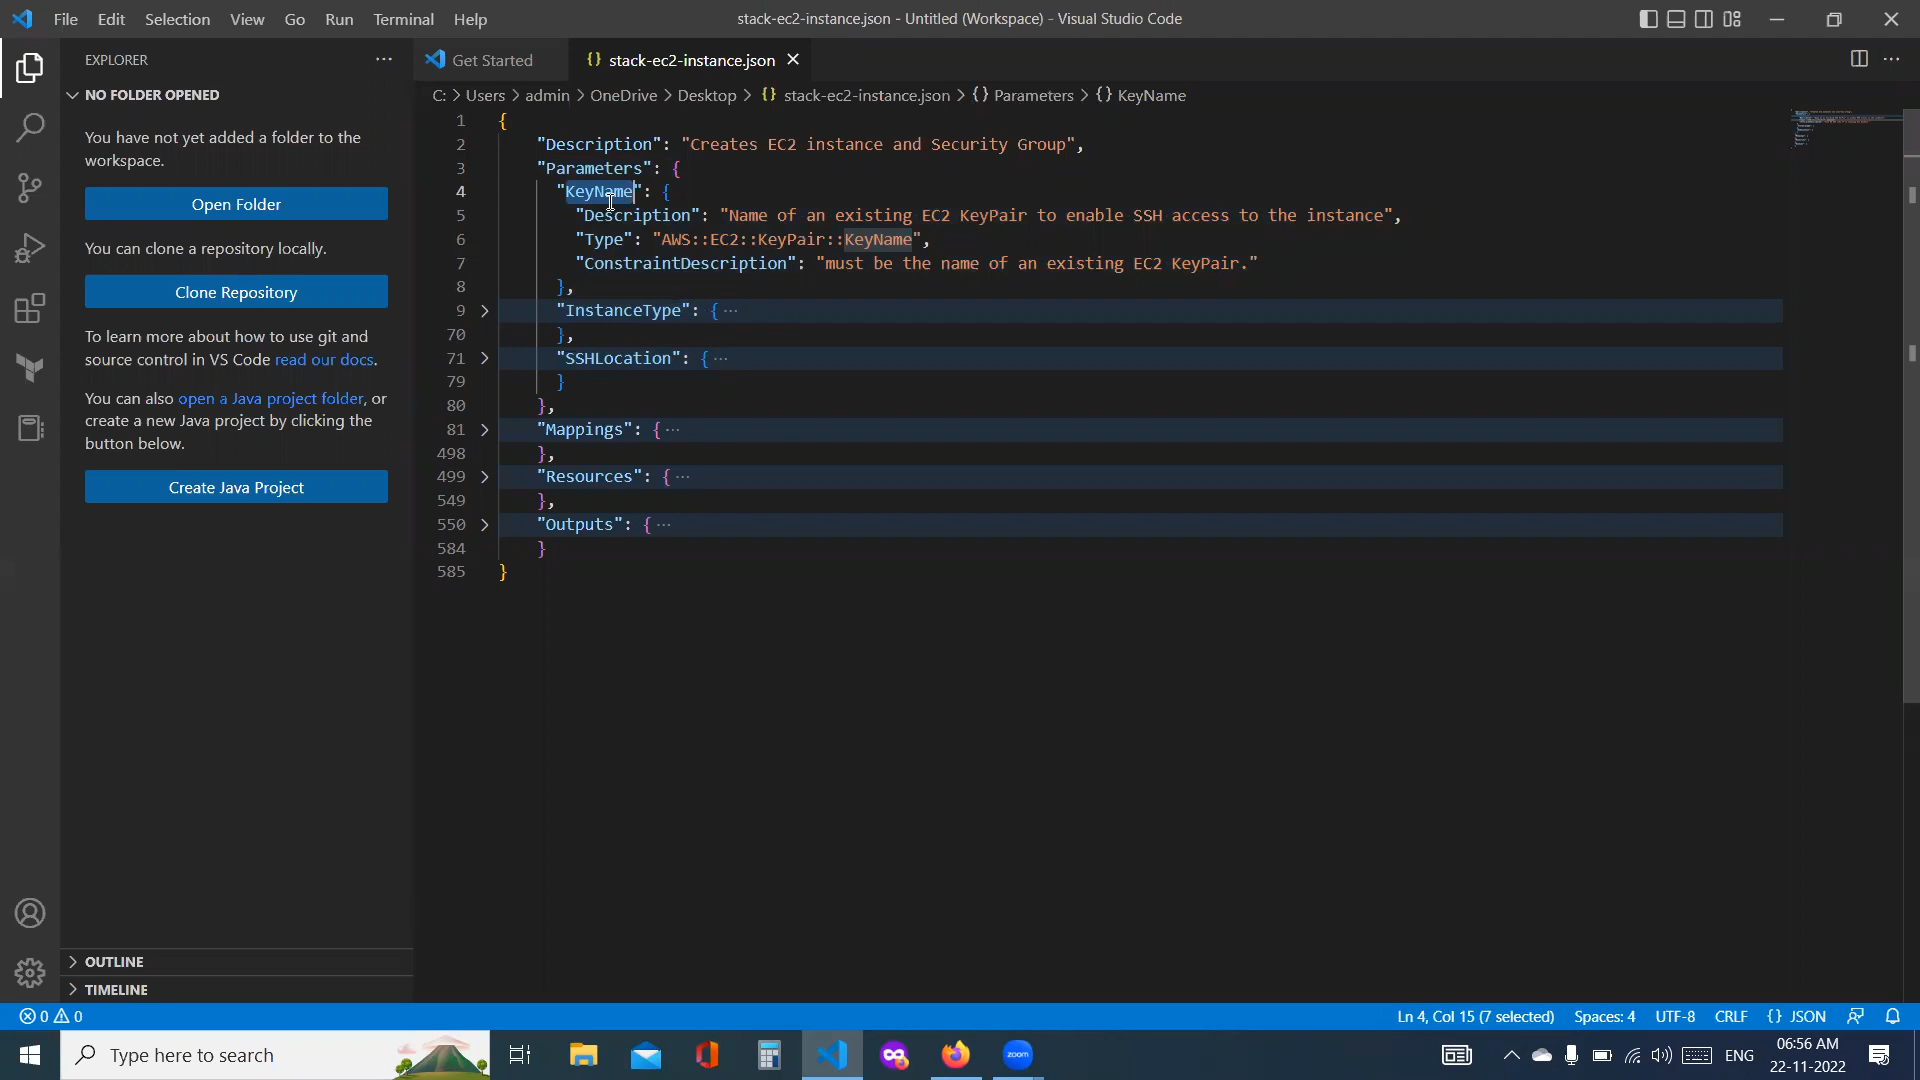 File Edit Selection View Go Run Terminal Help
stack-ec2-instance.json - Untitled (Workspace) - Visual Studio Code
EXPLORER
NO FOLDER OPENED
You have not yet added a folder to the
workspace.
Open Folder
You can clone a repository locally.
Clone Repository
To learn more about how to use git and
source control in VS Code read our docs.
You can also open a Java project folder, or
create a new Java project by clicking the
button below.
Create Java Project
OUTLINE
TIMELINE
Get Started
{} stack-ec2-instance.json
C: > Users > admin > OneDrive > Desktop > {} stack-ec2-instance.json > {} Parameters > {} KeyName
1 {
2 "Description": "Creates EC2 instance and Security Group",
3 "Parameters": {
4 "KeyName": {
5 "Description": "Name of an existing EC2 KeyPair to enable SSH access to the instance",
6 "Type": "AWS::EC2::KeyPair::KeyName",
7 "ConstraintDescription": "must be the name of an existing EC2 KeyPair."
8 },
9 "InstanceType": { ···
70 },
71 "SSHLocation": { ···
79 }
80 },
81 "Mappings": { ···
498 },
499 "Resources": { ···
549 },
550 "Outputs": { ···
584 }
585 }
0 0
Ln 4, Col 15 (7 selected) Spaces: 4 UTF-8 CRLF {} JSON
Type here to search
zoom
ENG
06:56 AM
22-11-2022